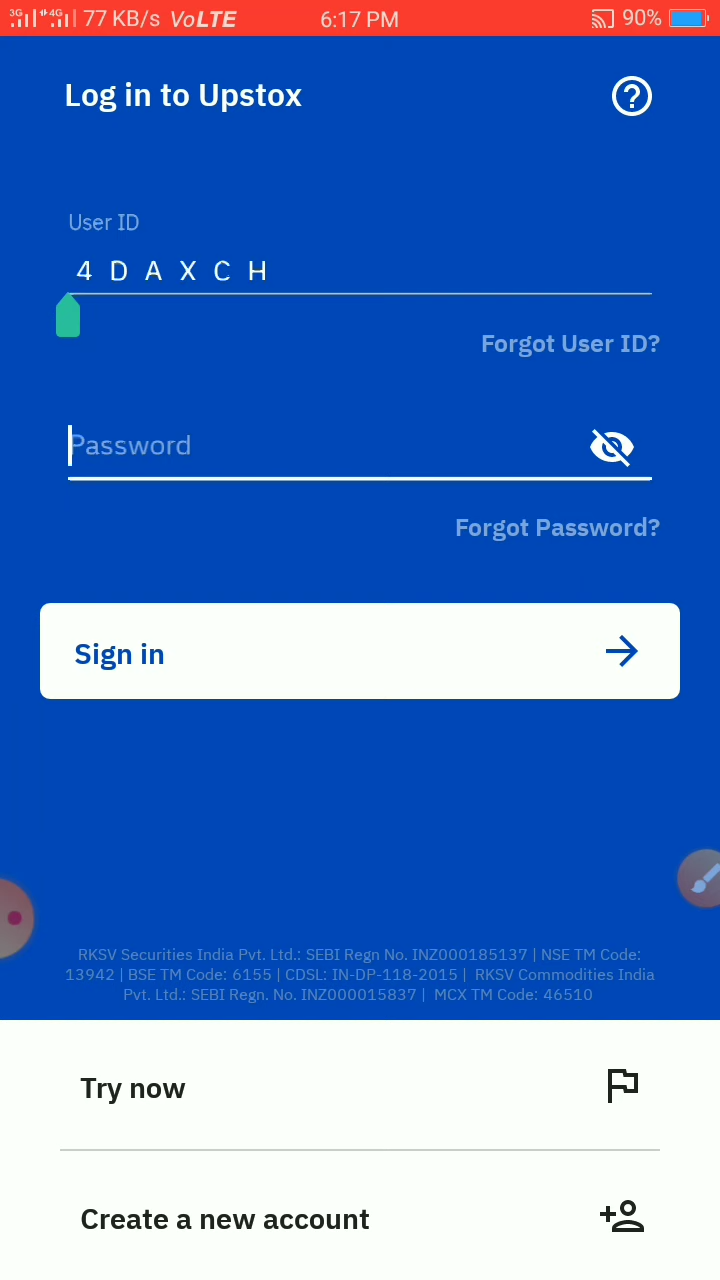 3G 4G 77 KB/s VoLTE 6:17 PM 90%
Log in to Upstox
User ID
4DAXCH
Forgot User ID?
Password
Forgot Password?
Sign in
RKSV Securities India Pvt. Ltd.: SEBI Regn No. INZ000185137 | NSE TM Code:
13942 | BSE TM Code: 6155 | CDSL: IN-DP-118-2015 | RKSV Commodities India
Pvt. Ltd.: SEBI Regn. No. INZ000015837 | MCX TM Code: 46510
Try now
Create a new account